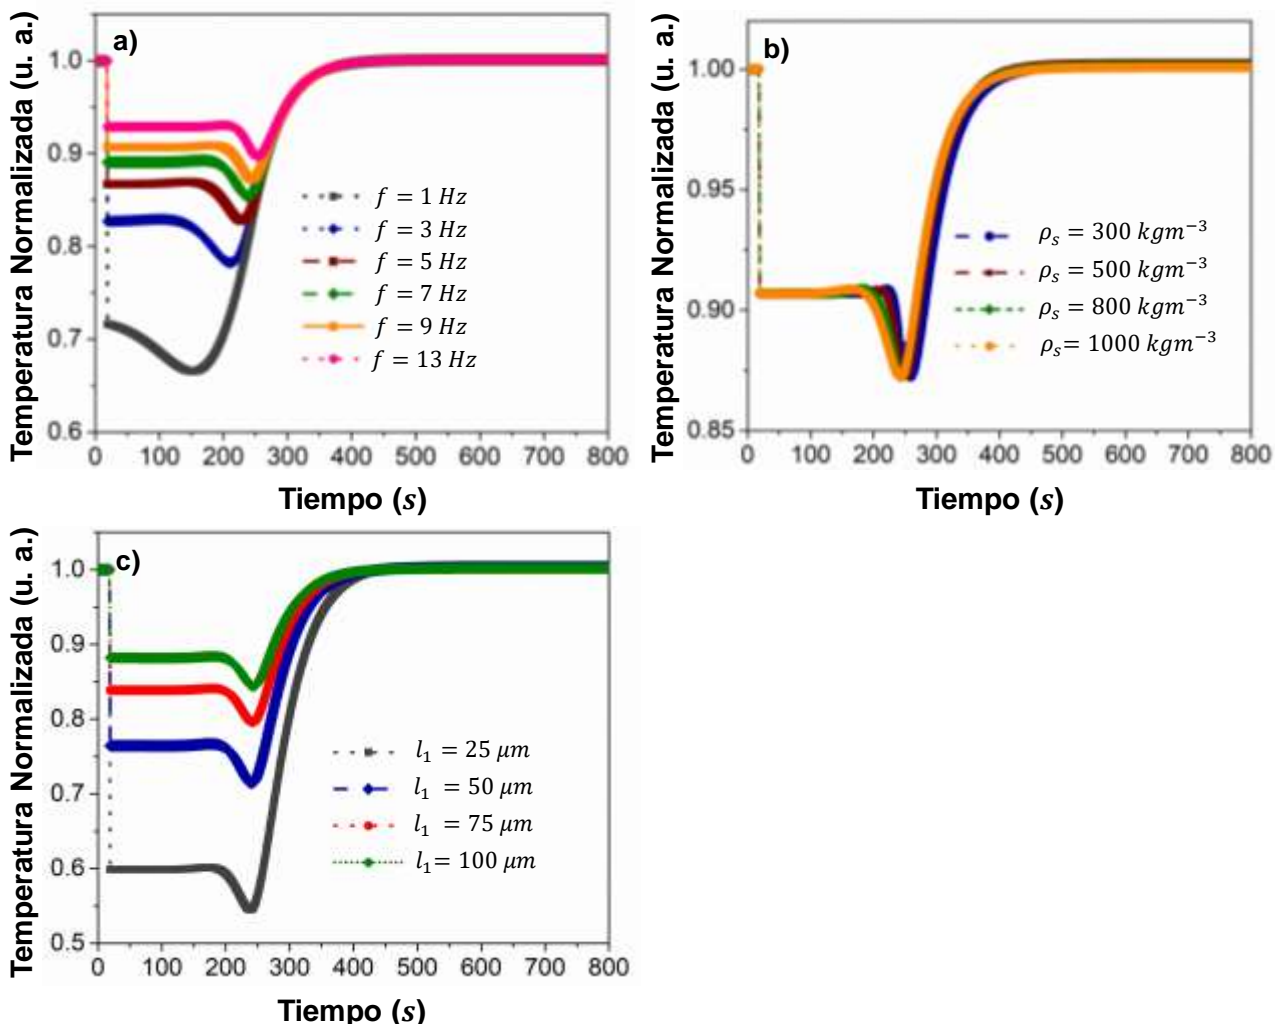 a)
Temperatura Normalizada (u. a.)
1.0
0.9
0.8
0.7
0.6
f = 1 Hz
f = 3 Hz
f = 5 Hz
f = 7 Hz
f = 9 Hz
f = 13 Hz
0 100 200 300 400 500 600 700 800
Tiempo (s)
b)
Temperatura Normalizada (u. a.)
1.00
0.95
0.90
0.85
ρs = 300 kgm⁻³
ρs = 500 kgm⁻³
ρs = 800 kgm⁻³
ρs = 1000 kgm⁻³
0 100 200 300 400 500 600 700 800
Tiempo (s)
c)
Temperatura Normalizada (u. a.)
1.0
0.9
0.8
0.7
0.6
0.5
l₁ = 25 μm
l₁ = 50 μm
l₁ = 75 μm
l₁ = 100 μm
0 100 200 300 400 500 600 700 800
Tiempo (s)